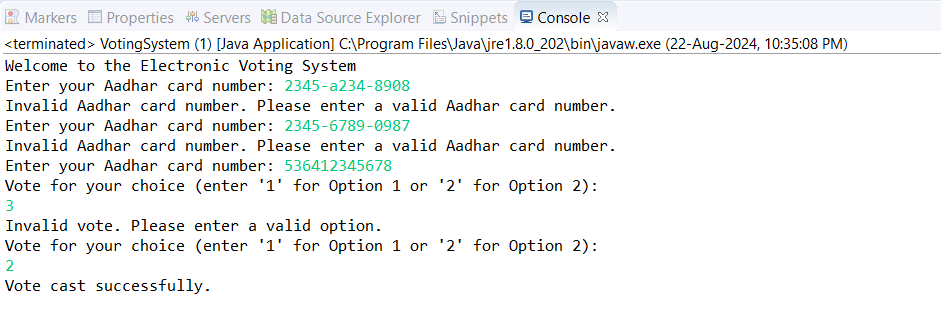 Markers Properties Servers Data Source Explorer Snippets Console
<terminated> VotingSystem (1) [Java Application] C:\Program Files\Java\jre1.8.0_202\bin\javaw.exe (22-Aug-2024, 10:35:08 PM)
Welcome to the Electronic Voting System
Enter your Aadhar card number: 2345-a234-8908
Invalid Aadhar card number. Please enter a valid Aadhar card number.
Enter your Aadhar card number: 2345-6789-0987
Invalid Aadhar card number. Please enter a valid Aadhar card number.
Enter your Aadhar card number: 536412345678
Vote for your choice (enter '1' for Option 1 or '2' for Option 2):
3
Invalid vote. Please enter a valid option.
Vote for your choice (enter '1' for Option 1 or '2' for Option 2):
2
Vote cast successfully.